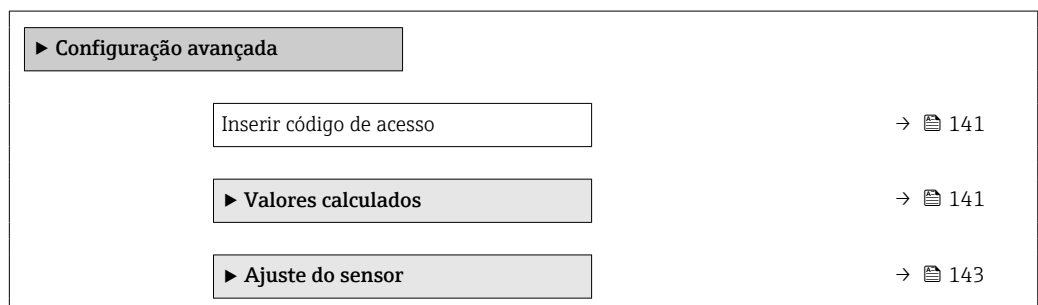 ▶ Configuração avançada
Inserir código de acesso → 141
▶ Valores calculados → 141
▶ Ajuste do sensor → 143